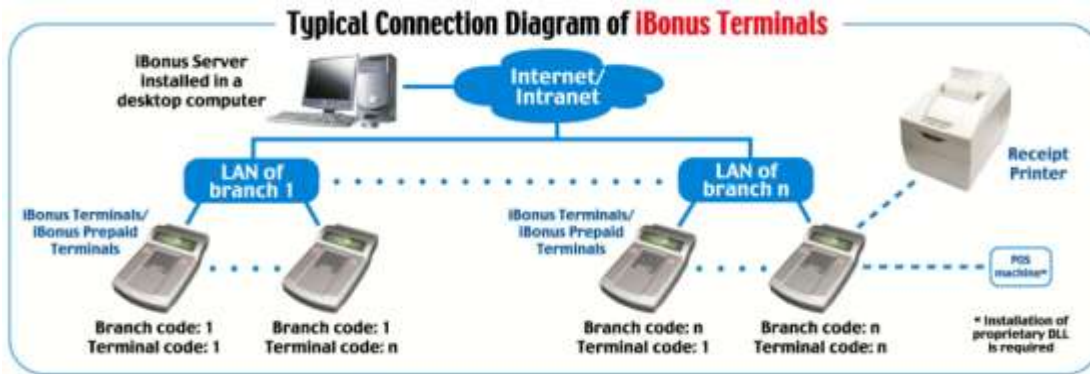 Typical Connection Diagram of iBonus Terminals
iBonus Server
installed in a
desktop computer
Internet/
Intranet
LAN of
branch 1
LAN of
branch n
Receipt
Printer
iBonus Terminals/
iBonus Prepaid
Terminals
iBonus Terminals/
iBonus Prepaid
Terminals
POS
machine*
Branch code: 1
Terminal code: 1
Branch code: 1
Terminal code: n
Branch code: n
Terminal code: 1
Branch code: n
Terminal code: n
* Installation of
proprietary DLL
is required